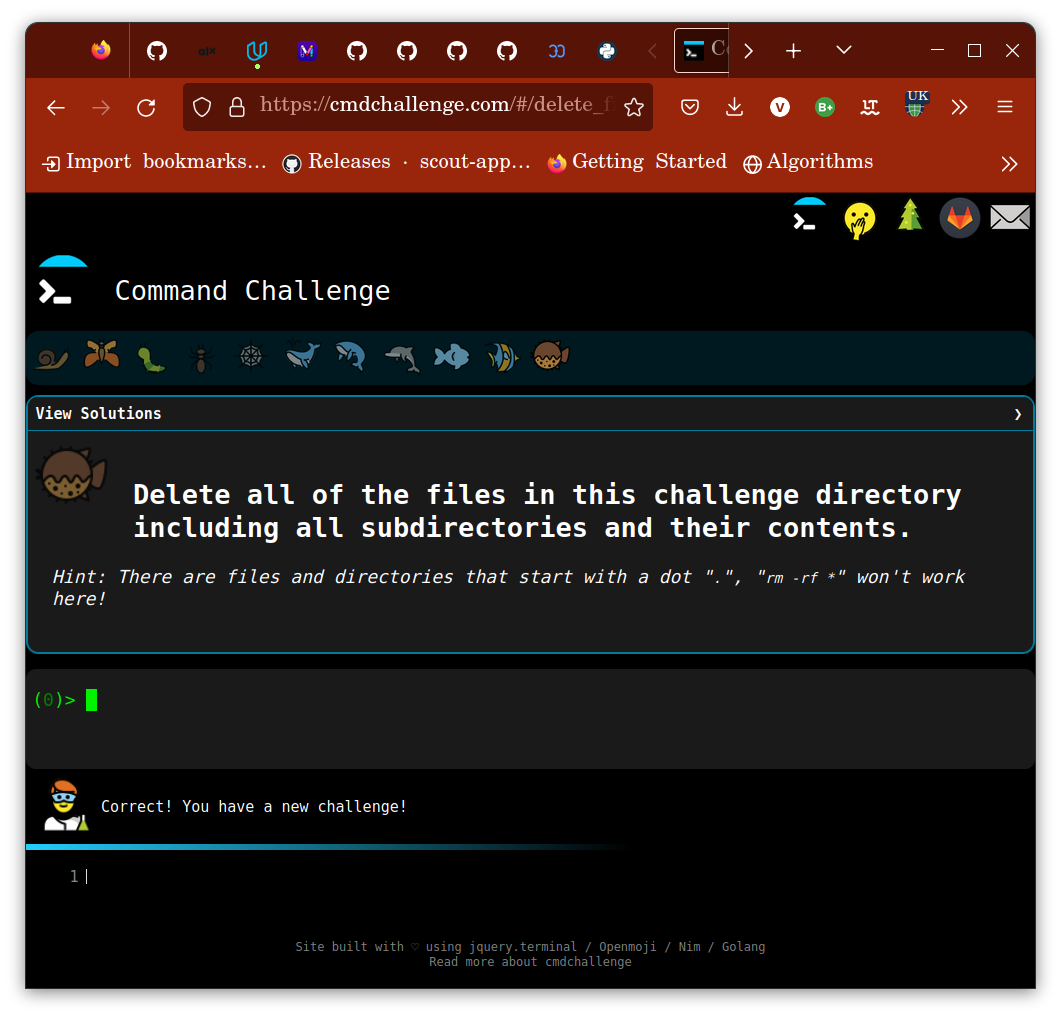 https://cmdchallenge.com/#/delete_f
UK
Import bookmarks… Releases · scout-app… Getting Started Algorithms
Command Challenge
View Solutions
Delete all of the files in this challenge directory
including all subdirectories and their contents.
Hint: There are files and directories that start with a dot ".", "rm -rf *" won't work
here!
(0)>
Correct! You have a new challenge!
1
Site built with ♡ using jquery.terminal / Openmoji / Nim / Golang
Read more about cmdchallenge